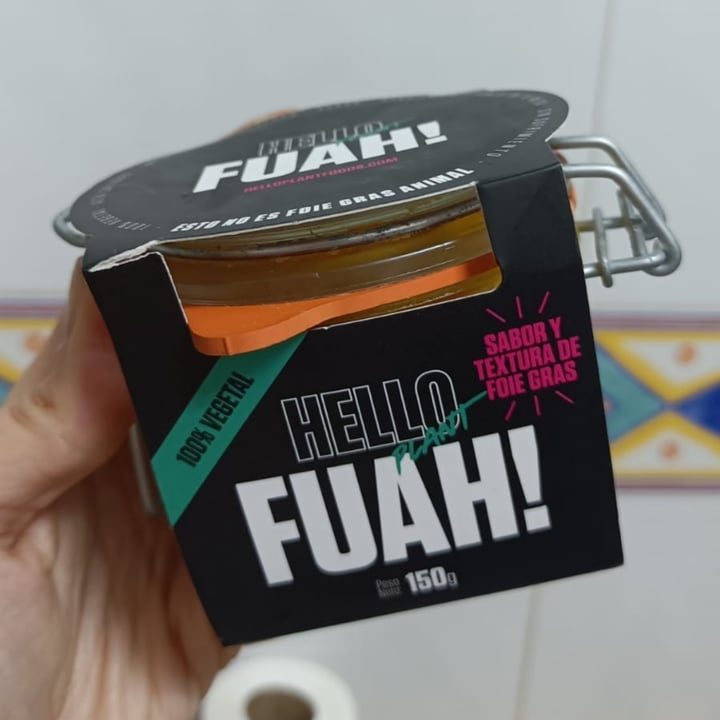 HELLO
FUAH!
HELLOPLANTFOODS.COM
ESTO NO ES FOIE GRAS ANIMAL
100% VEGETAL
SABOR Y
TEXTURA DE
FOIE GRAS
HELLO
PLANT
FUAH!
Peso
Neto:
150g